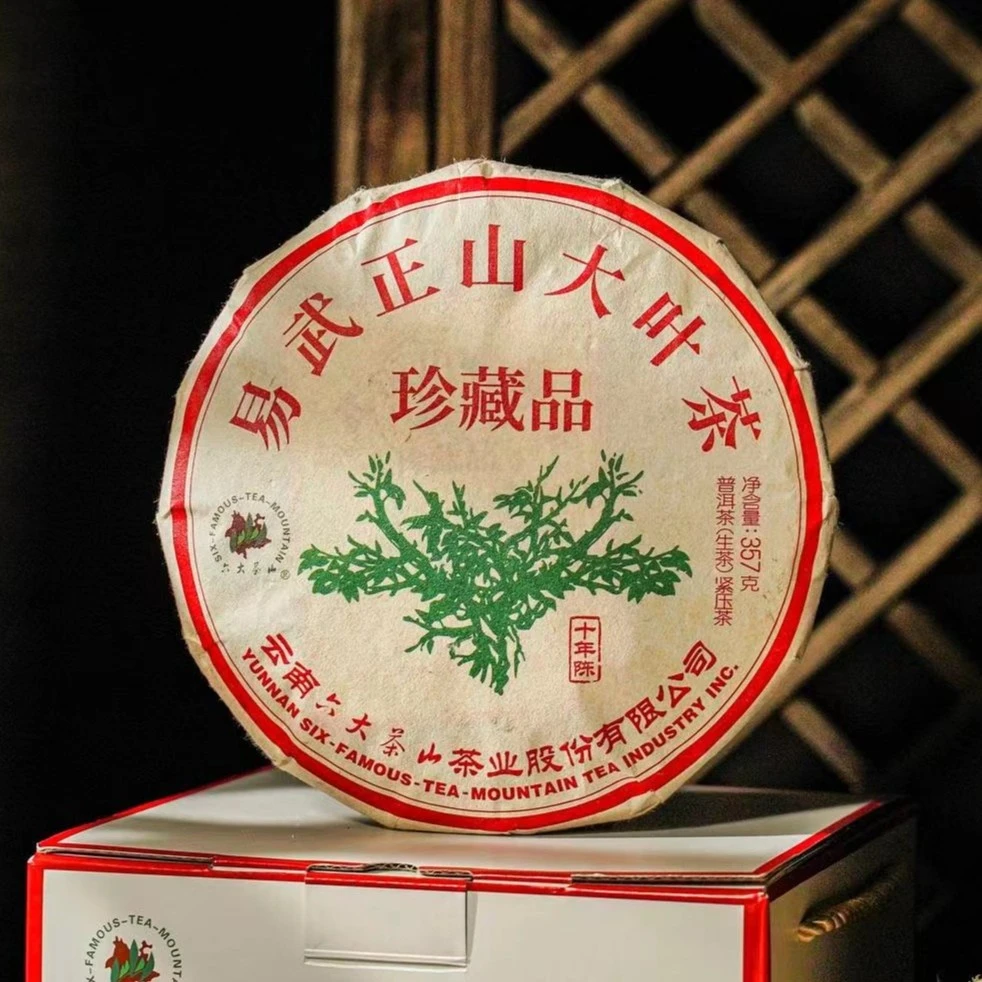 易武正山大叶茶
珍藏品
净含量:357克
普洱茶(生茶) 紧压茶
SIX-FAMOUS-TEA-MOUNTAIN
六大茶山®
十年陈
云南六大茶山茶业股份有限公司
YUNNAN SIX-FAMOUS-TEA-MOUNTAIN TEA INDUSTRY INC.
X-FAMOUS-TEA-MOUNTA